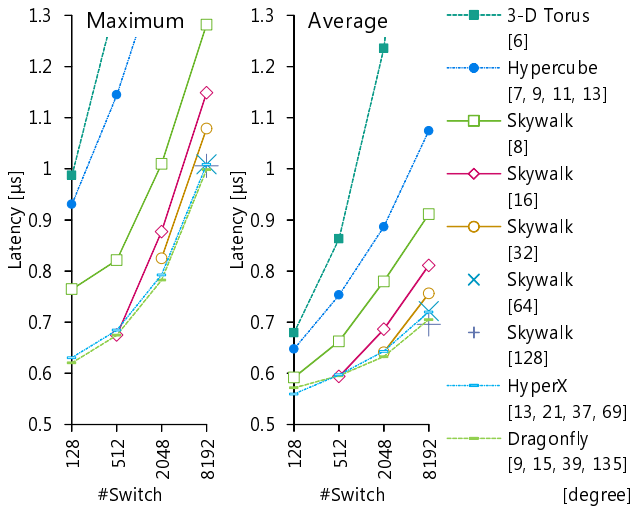 Maximum
Average
Latency [μs]
1.3
1.2
1.1
1
0.9
0.8
0.7
0.6
0.5
128
512
2048
8192
#Switch
Latency [μs]
1.3
1.2
1.1
1
0.9
0.8
0.7
0.6
0.5
128
512
2048
8192
#Switch
3-D Torus
[6]
Hypercube
[7, 9, 11, 13]
Skywalk
[8]
Skywalk
[16]
Skywalk
[32]
Skywalk
[64]
Skywalk
[128]
HyperX
[13, 21, 37, 69]
Dragonfly
[9, 15, 39, 135]
[degree]